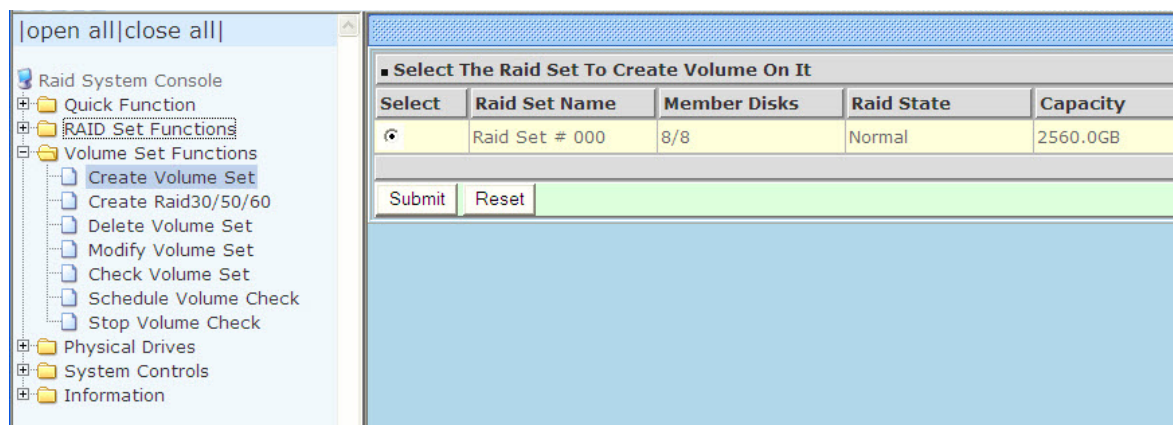 |open all|close all|
Raid System Console
Quick Function
RAID Set Functions
Volume Set Functions
Create Volume Set
Create Raid30/50/60
Delete Volume Set
Modify Volume Set
Check Volume Set
Schedule Volume Check
Stop Volume Check
Physical Drives
System Controls
Information
Select The Raid Set To Create Volume On It
Select Raid Set Name Member Disks Raid State Capacity
Raid Set # 000 8/8 Normal 2560.0GB
Submit Reset